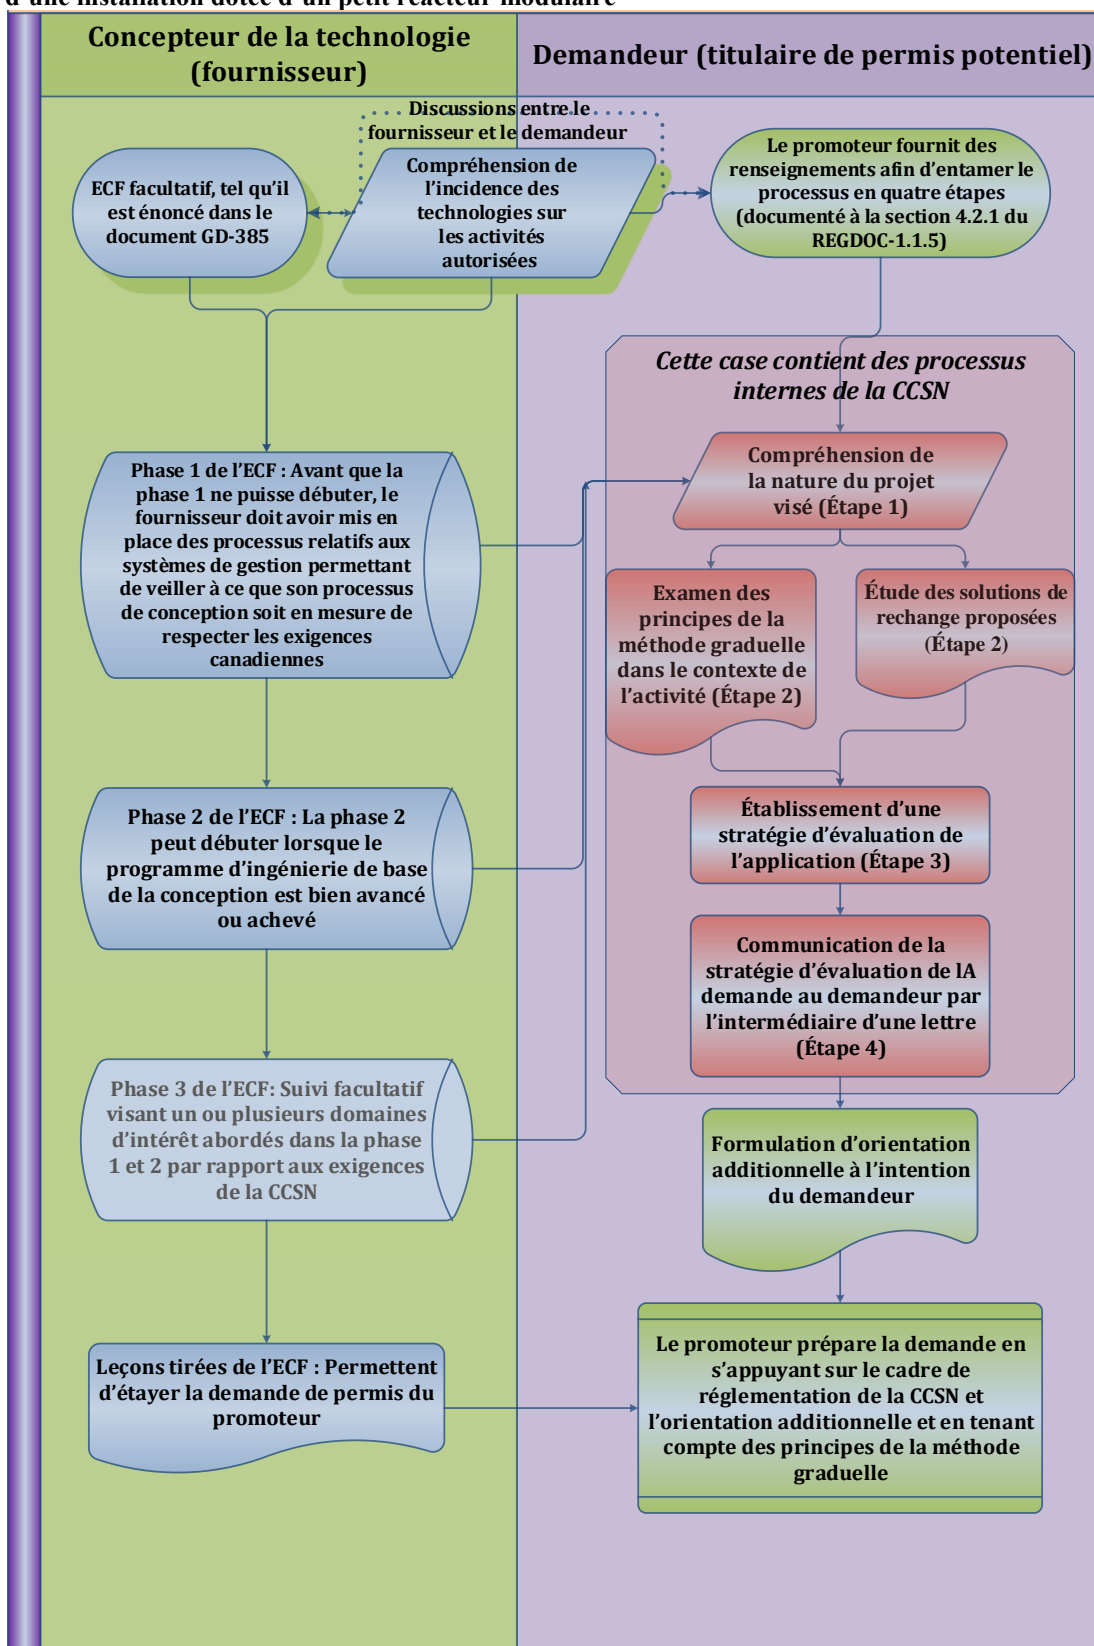 d'une installation dotée d'un petit réacteur modulaire
Concepteur de la technologie
(fournisseur)
Demandeur (titulaire de permis potentiel)
Discussions entre le
fournisseur et le demandeur
ECF facultatif, tel qu'il
est énoncé dans le
document GD-385
Compréhension de
l'incidence des
technologies sur
les activités
autorisées
Le promoteur fournit des
renseignements afin d'entamer le
processus en quatre étapes
(documenté à la section 4.2.1 du
REGDOC-1.1.5)
Cette case contient des processus
internes de la CCSN
Phase 1 de l'ECF : Avant que la
phase 1 ne puisse débuter, le
fournisseur doit avoir mis en
place des processus relatifs aux
systèmes de gestion permettant
de veiller à ce que son processus
de conception soit en mesure de
respecter les exigences
canadiennes
Compréhension de
la nature du projet
visé (Étape 1)
Examen des
principes de la
méthode graduelle
dans le contexte de
l'activité (Étape 2)
Étude des solutions de
rechange proposées
(Étape 2)
Phase 2 de l'ECF : La phase 2
peut débuter lorsque le
programme d'ingénierie de base
de la conception est bien avancé
ou achevé
Établissement d'une
stratégie d'évaluation de
l'application (Étape 3)
Communication de la
stratégie d'évaluation de lA
demande au demandeur par
l'intermédiaire d'une lettre
(Étape 4)
Phase 3 de l'ECF: Suivi facultatif
visant un ou plusieurs domaines
d'intérêt abordés dans la phase
1 et 2 par rapport aux exigences
de la CCSN
Formulation d'orientation
additionnelle à l'intention
du demandeur
Leçons tirées de l'ECF : Permettent
d'étayer la demande de permis du
promoteur
Le promoteur prépare la demande en
s'appuyant sur le cadre de
réglementation de la CCSN et
l'orientation additionnelle et en tenant
compte des principes de la méthode
graduelle